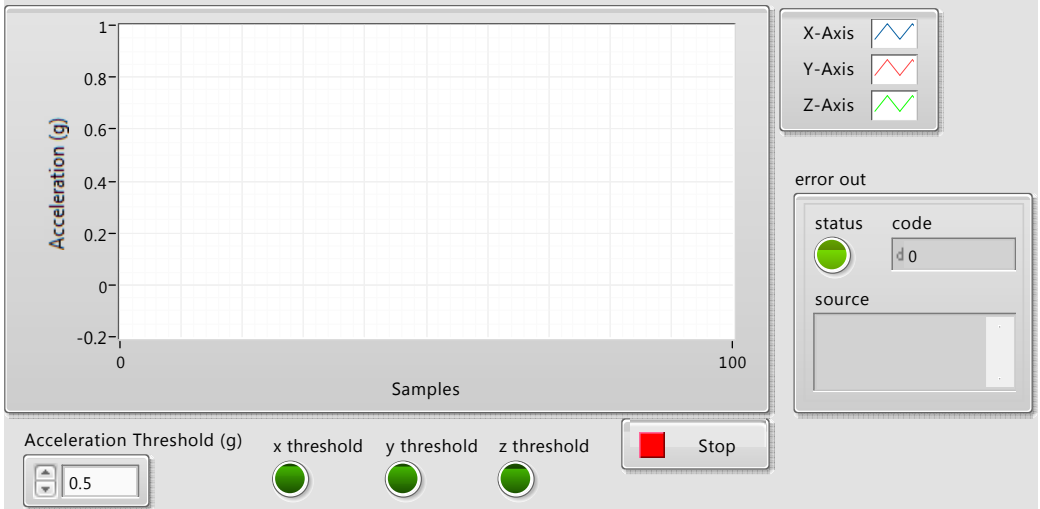 1
0.8
0.6
0.4
0.2
0
-0.2
Acceleration (g)
0
100
Samples
X-Axis
Y-Axis
Z-Axis
error out
status
code
d 0
source
Acceleration Threshold (g)
0.5
x threshold
y threshold
z threshold
Stop